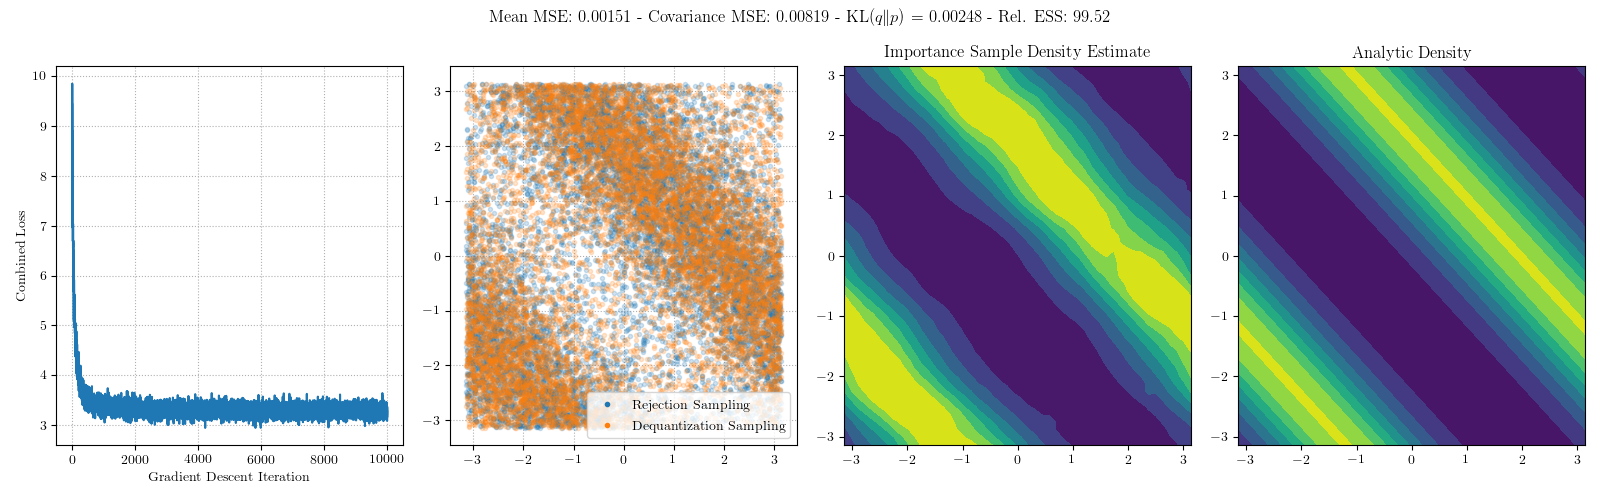 Mean MSE: 0.00151 - Covariance MSE: 0.00819 - KL(q‖p) = 0.00248 - Rel. ESS: 99.52
Combined Loss
10
9
8
7
6
5
4
3
0 2000 4000 6000 8000 10000
Gradient Descent Iteration
3
2
1
0
−1
−2
−3
Rejection Sampling
Dequantization Sampling
−3 −2 −1 0 1 2 3
Importance Sample Density Estimate
3
2
1
0
−1
−2
−3
−3 −2 −1 0 1 2 3
Analytic Density
3
2
1
0
−1
−2
−3
−3 −2 −1 0 1 2 3